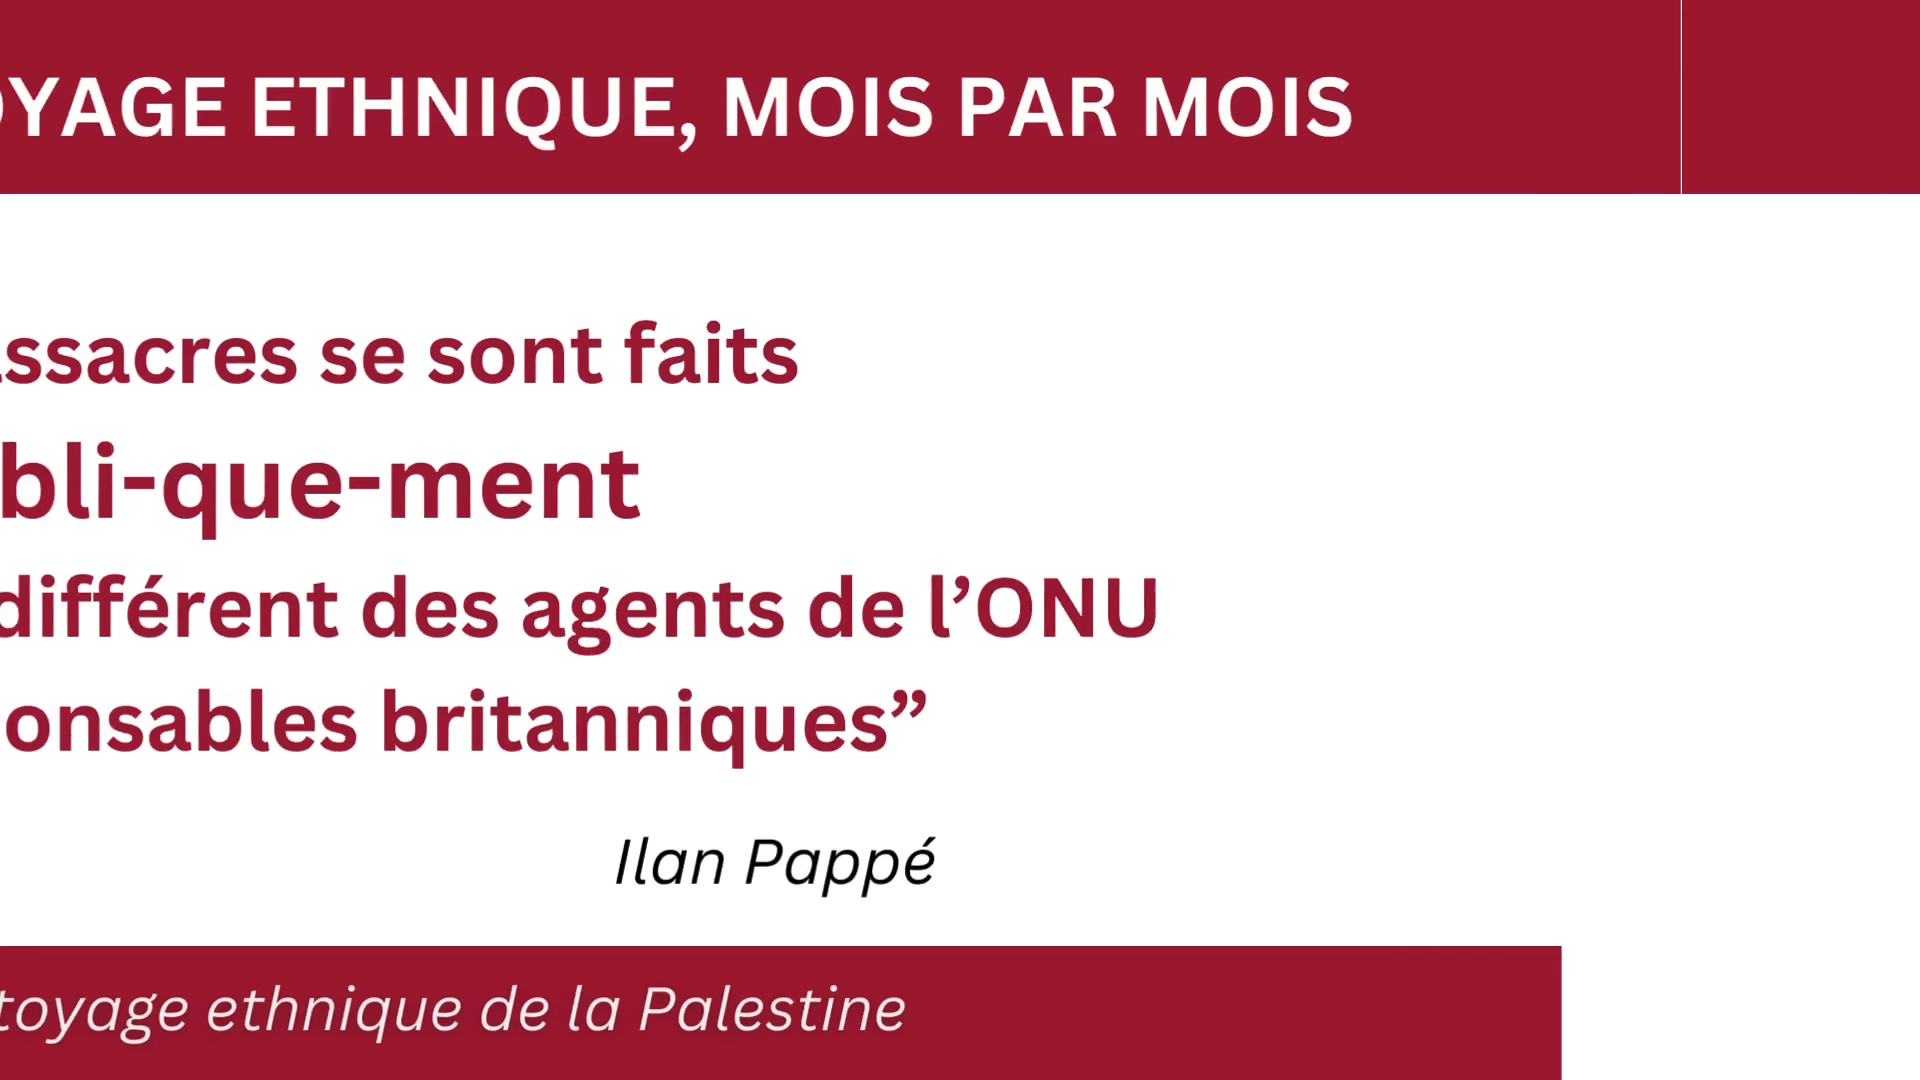 OYAGE ETHNIQUE, MOIS PAR MOIS
ssacres se sont faits
bli-que-ment
différent des agents de l’ONU
onsables britanniques”
Ilan Pappé
toyage ethnique de la Palestine